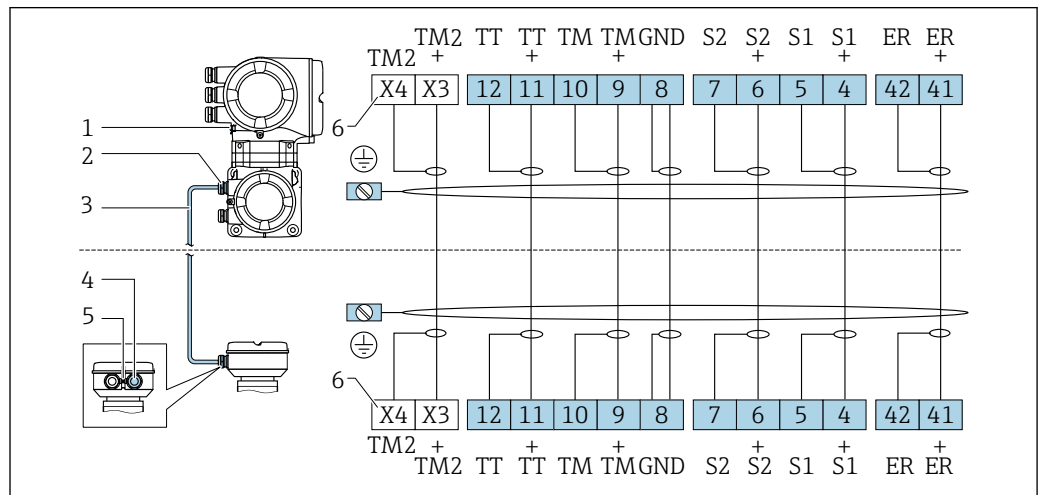 TM2 TT TT TM TM GND S2 S2 S1 S1 ER ER
TM2 + + + + + +
X4 X3 12 11 10 9 8 7 6 5 4 42 41
6
1
2
3
4
5
6
X4 X3 12 11 10 9 8 7 6 5 4 42 41
TM2 + + + + + +
TM2 TT TT TM TM GND S2 S2 S1 S1 ER ER